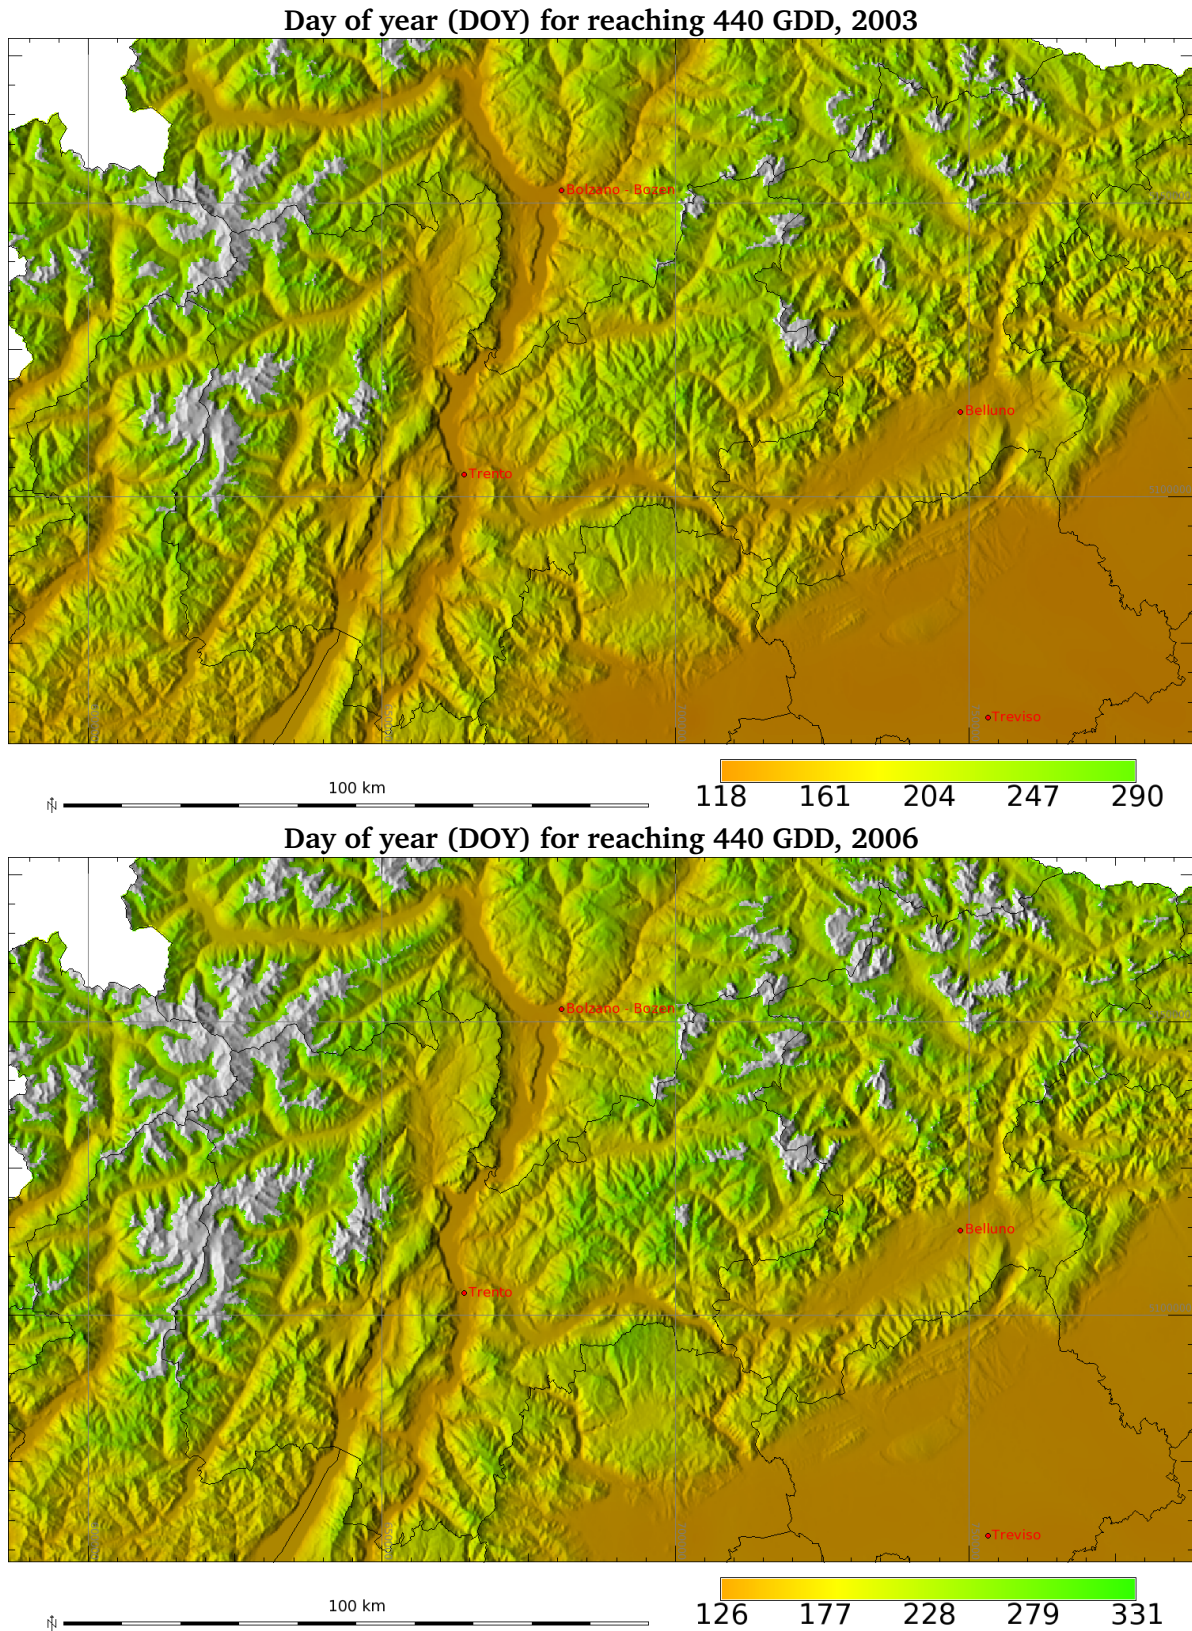 Day of year (DOY) for reaching 440 GDD, 2003
Bolzano - Bozen
Belluno
Trento
Treviso
100 km
N
118 161 204 247 290
Day of year (DOY) for reaching 440 GDD, 2006
Bolzano - Bozen
Belluno
Trento
Treviso
100 km
N
126 177 228 279 331